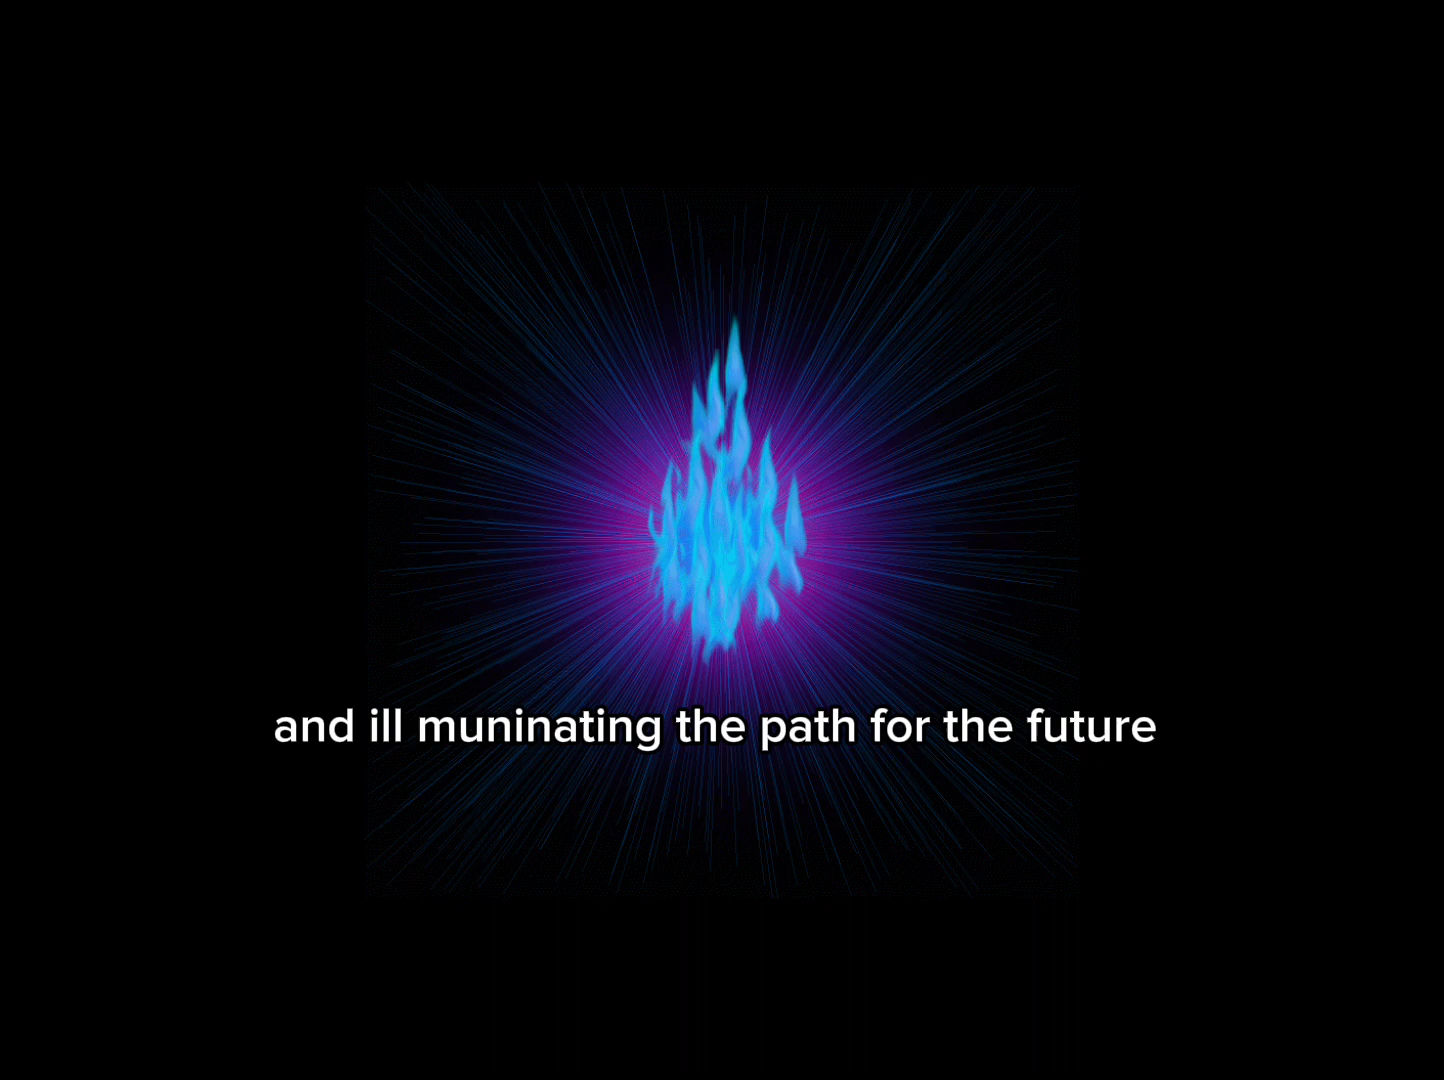 and ill muninating the path for the future